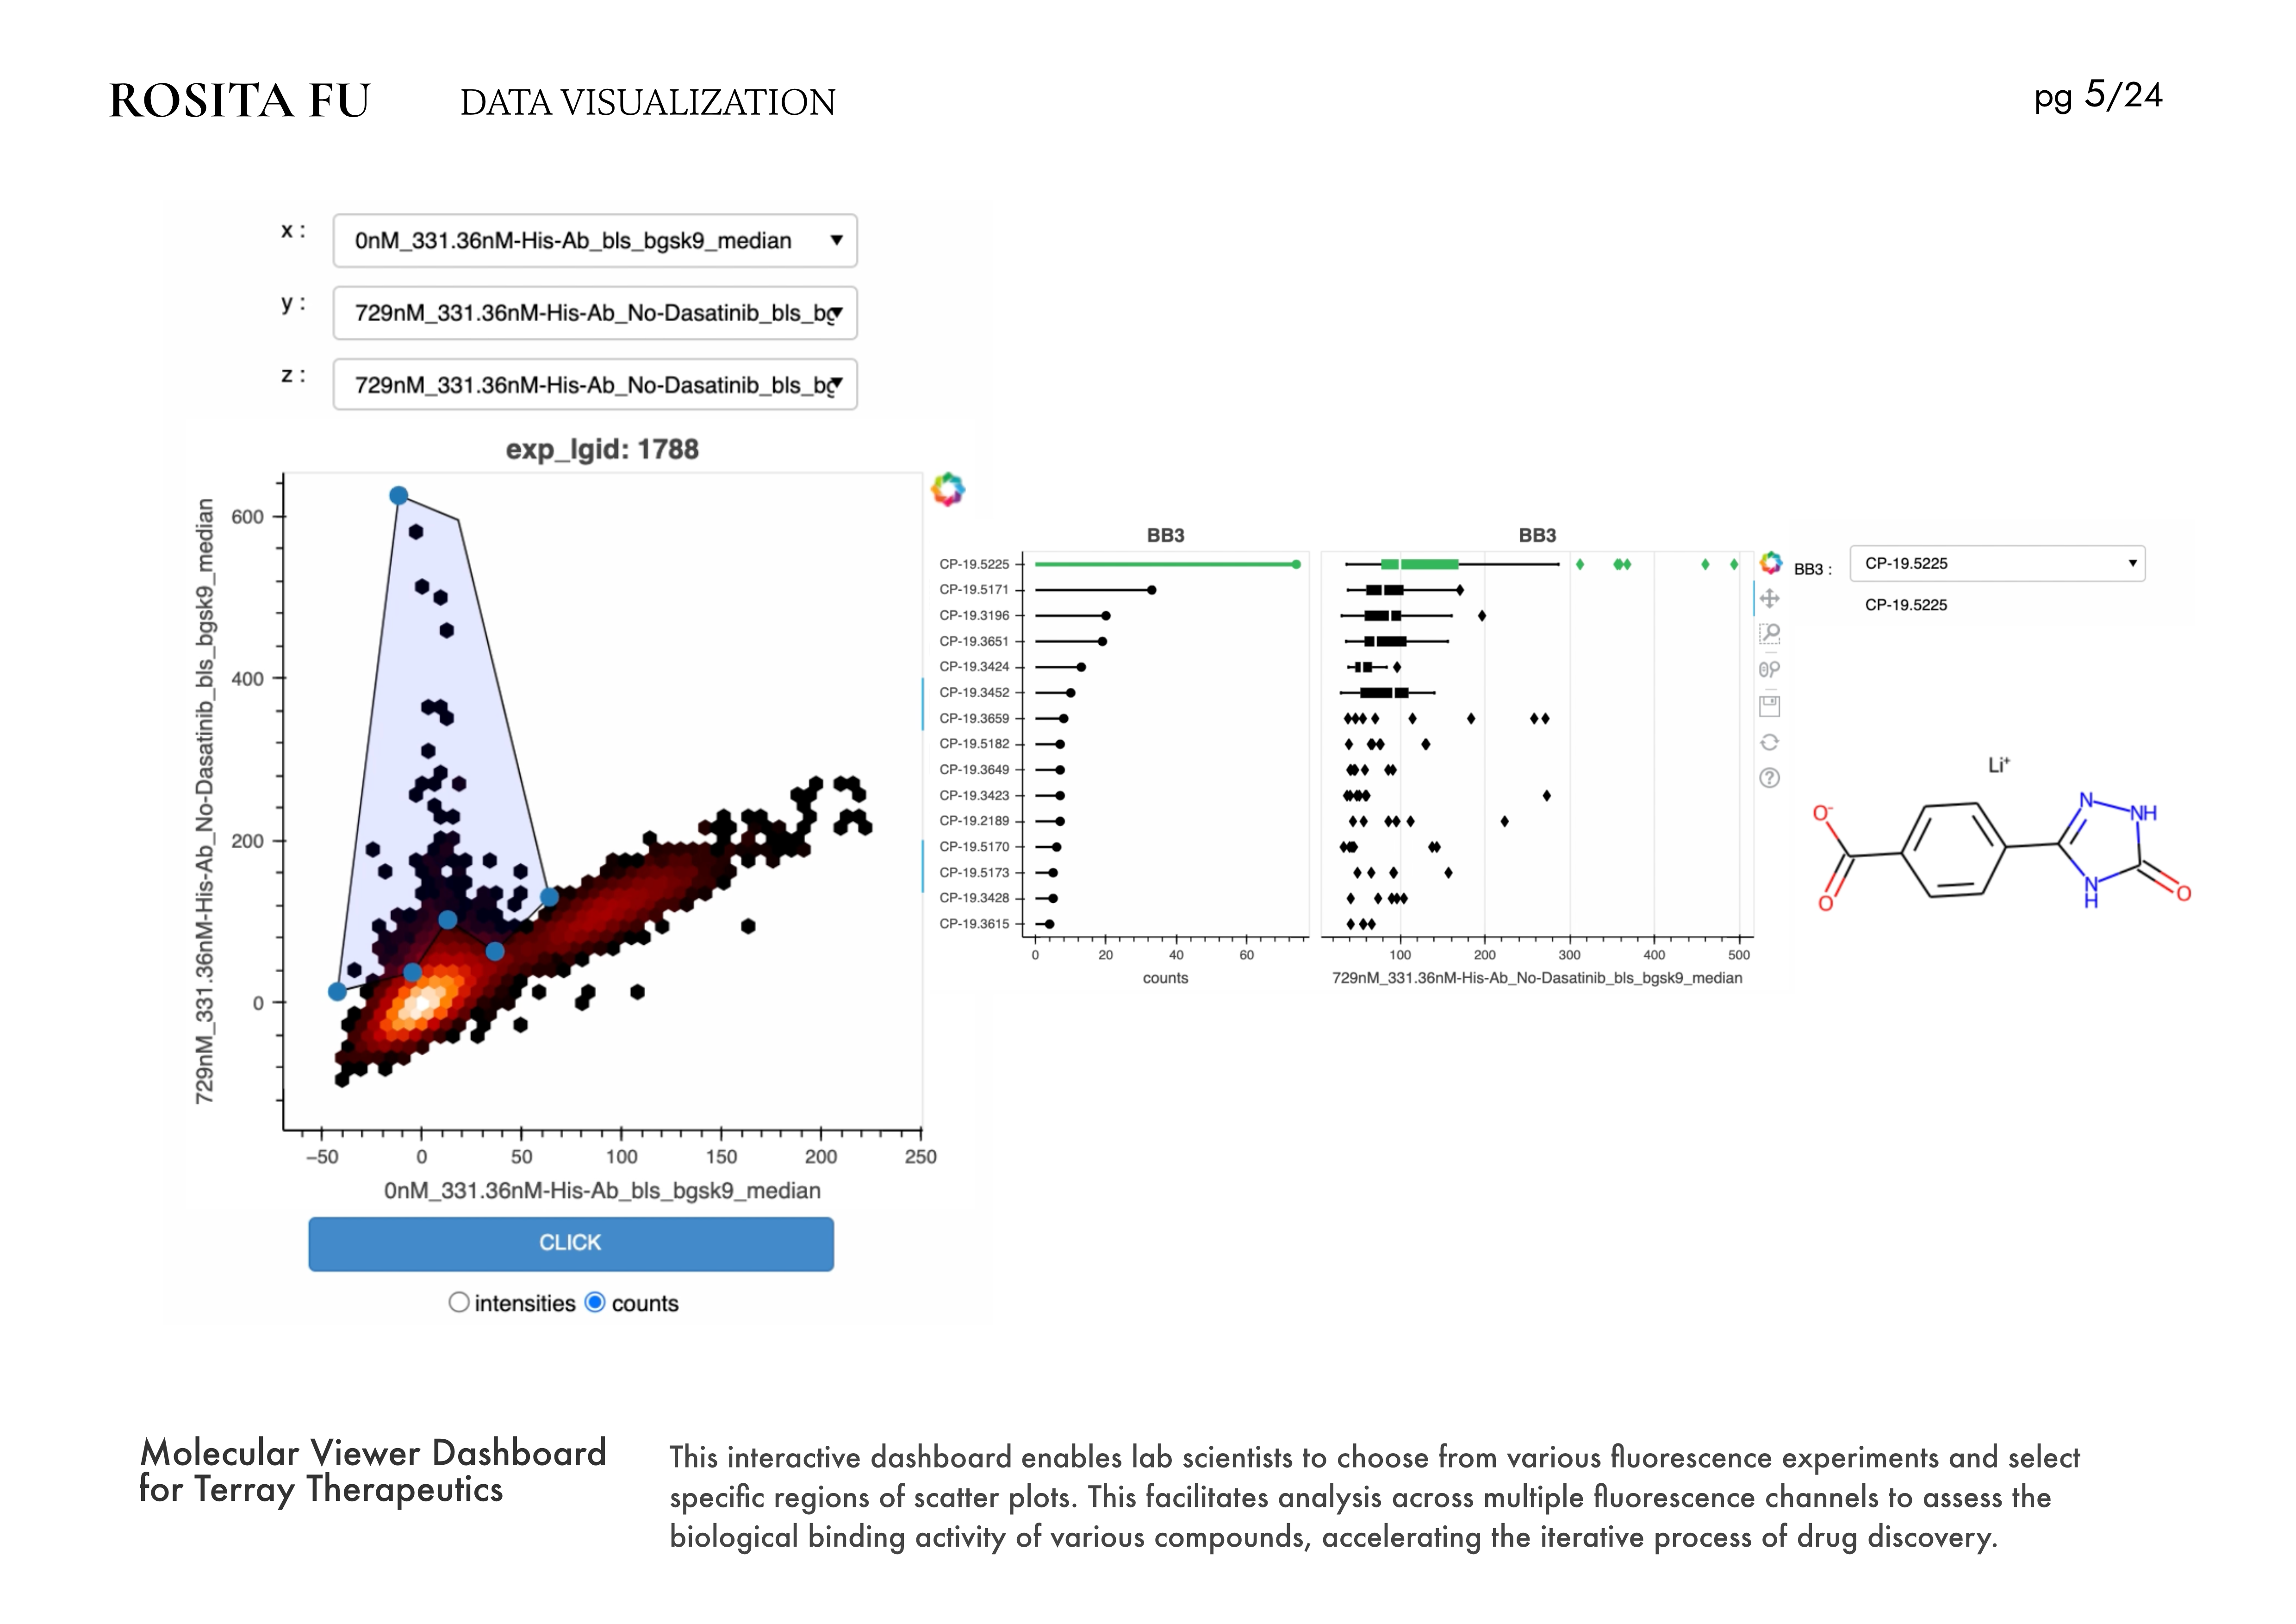 ROSITA FU
DATA VISUALIZATION
pg 5/24
x :
0nM_331.36nM-His-Ab_bls_bgsk9_median
y :
729nM_331.36nM-His-Ab_No-Dasatinib_bls_bg
z :
729nM_331.36nM-His-Ab_No-Dasatinib_bls_bg
exp_lgid: 1788
729nM_331.36nM-His-Ab_No-Dasatinib_bls_bgsk9_median
600
400
200
0
−50
0
50
100
150
200
250
0nM_331.36nM-His-Ab_bls_bgsk9_median
CLICK
intensities
counts
BB3
CP-19.5225
CP-19.5171
CP-19.3196
CP-19.3651
CP-19.3424
CP-19.3452
CP-19.3659
CP-19.5182
CP-19.3649
CP-19.3423
CP-19.2189
CP-19.5170
CP-19.5173
CP-19.3428
CP-19.3615
0
20
40
60
counts
BB3
100
200
300
400
500
729nM_331.36nM-His-Ab_No-Dasatinib_bls_bgsk9_median
BB3 :
CP-19.5225
CP-19.5225
Li⁺
O⁻
O
N
NH
N
H
O
Molecular Viewer Dashboard
for Terray Therapeutics
This interactive dashboard enables lab scientists to choose from various fluorescence experiments and select
specific regions of scatter plots. This facilitates analysis across multiple fluorescence channels to assess the
biological binding activity of various compounds, accelerating the iterative process of drug discovery.